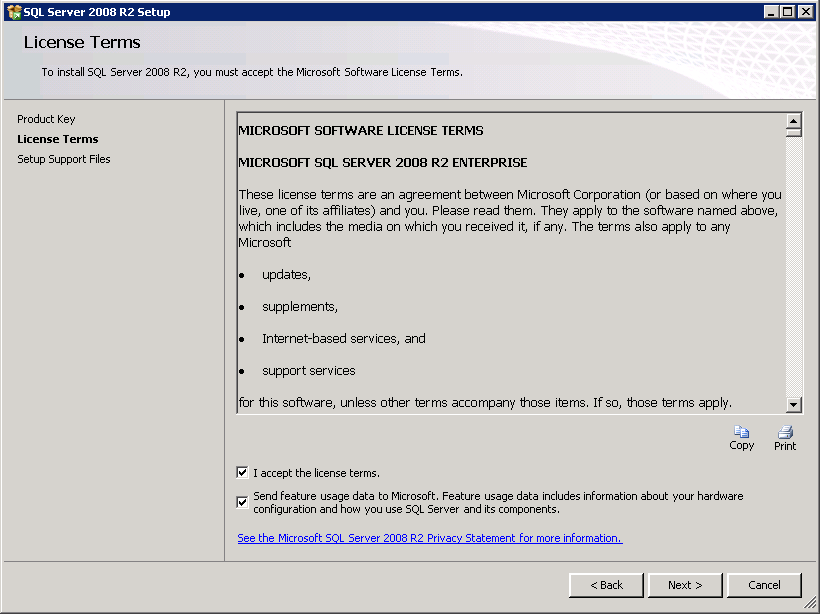 SQL Server 2008 R2 Setup
License Terms
To install SQL Server 2008 R2, you must accept the Microsoft Software License Terms.
Product Key
License Terms
Setup Support Files
MICROSOFT SOFTWARE LICENSE TERMS
MICROSOFT SQL SERVER 2008 R2 ENTERPRISE
These license terms are an agreement between Microsoft Corporation (or based on where you
live, one of its affiliates) and you. Please read them. They apply to the software named above,
which includes the media on which you received it, if any. The terms also apply to any
Microsoft
• updates,
• supplements,
• Internet-based services, and
• support services
for this software, unless other terms accompany those items. If so, those terms apply.
Copy
Print
I accept the license terms.
Send feature usage data to Microsoft. Feature usage data includes information about your hardware
configuration and how you use SQL Server and its components.
See the Microsoft SQL Server 2008 R2 Privacy Statement for more information.
< Back
Next >
Cancel